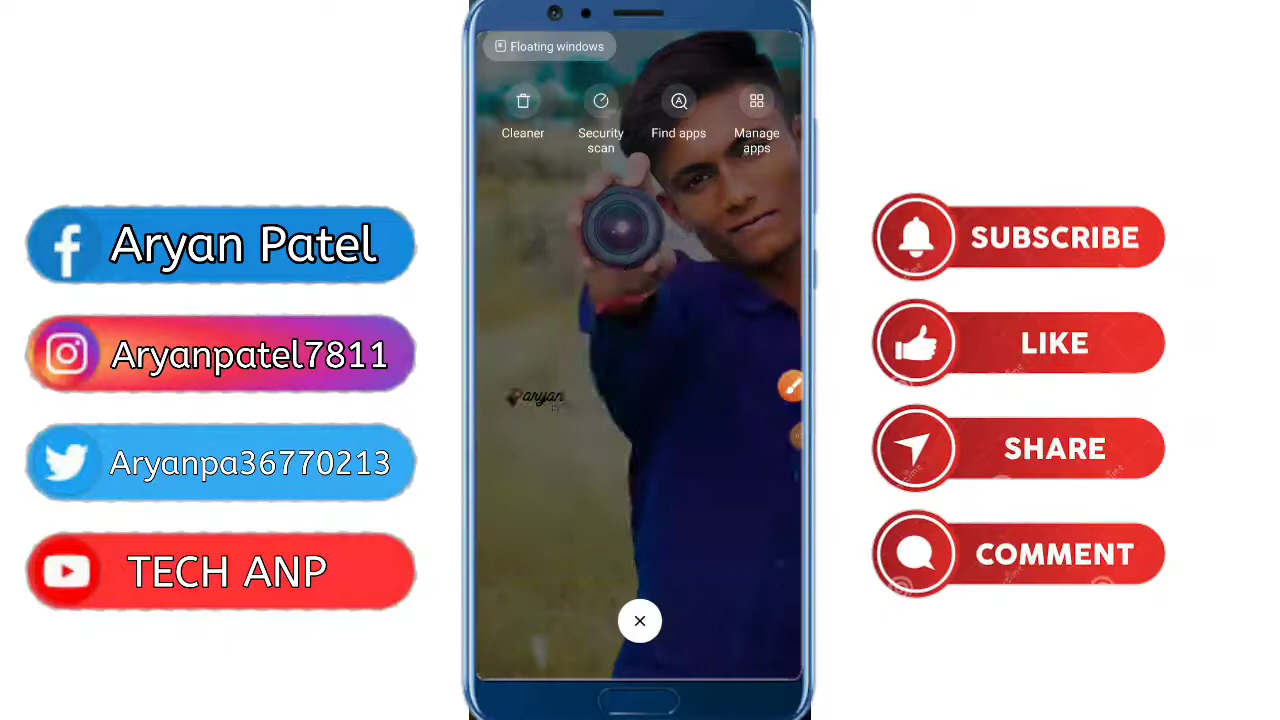 Floating windows
Cleaner
Security scan
Find apps
Manage apps
Aryan Patel
Aryanpatel7811
Aryanpa36770213
TECH ANP
aryan
SUBSCRIBE
LIKE
SHARE
COMMENT